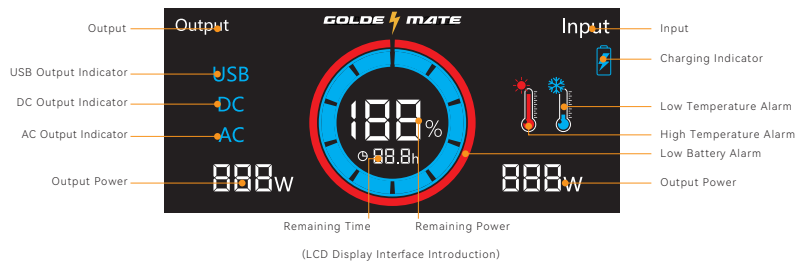 GOLDE MATE
Output
Output
Input
Input
Charging Indicator
USB Output Indicator
USB
DC Output Indicator
DC
Low Temperature Alarm
AC Output Indicator
AC
188%
High Temperature Alarm
88.8h
Low Battery Alarm
Output Power
888W
888W
Output Power
Remaining Time
Remaining Power
(LCD Display Interface Introduction)